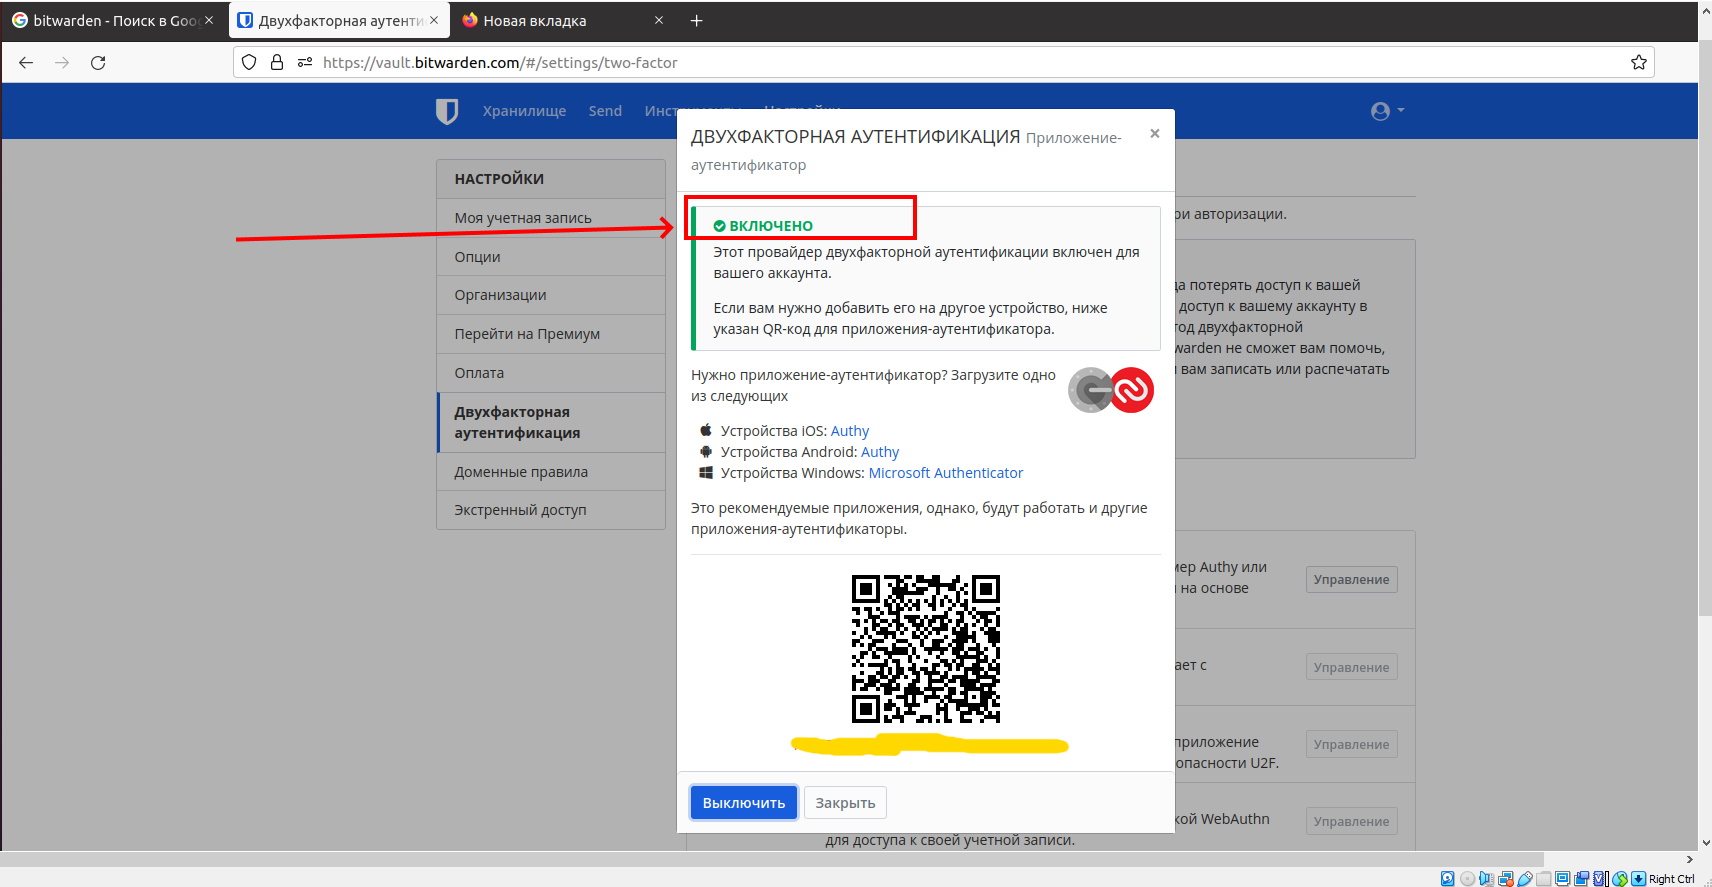 bitwarden - Поиск в Goo
Двухфакторная аутенти
Новая вкладка
https://vault.bitwarden.com/#/settings/two-factor
Хранилище
Send
НАСТРОЙКИ
Моя учетная запись
Опции
Организации
Перейти на Премиум
Оплата
Двухфакторная
аутентификация
Доменные правила
Экстренный доступ
ДВУХФАКТОРНАЯ АУТЕНТИФИКАЦИЯ Приложение-
аутентификатор
×
ВКЛЮЧЕНО
Этот провайдер двухфакторной аутентификации включен для
вашего аккаунта.
Если вам нужно добавить его на другое устройство, ниже
указан QR-код для приложения-аутентификатора.
Нужно приложение-аутентификатор? Загрузите одно
из следующих
Устройства iOS: Authy
Устройства Android: Authy
Устройства Windows: Microsoft Authenticator
Это рекомендуемые приложения, однако, будут работать и другие
приложения-аутентификаторы.
Выключить
Закрыть
ри авторизации.
да потерять доступ к вашей
доступ к вашему аккаунту в
тод двухфакторной
warden не сможет вам помочь,
вам записать или распечатать
мер Authy или
на основе
Управление
ает с
Управление
приложение
опасности U2F.
Управление
кой WebAuthn
для доступа к своей учетной записи.
Управление
Right Ctrl